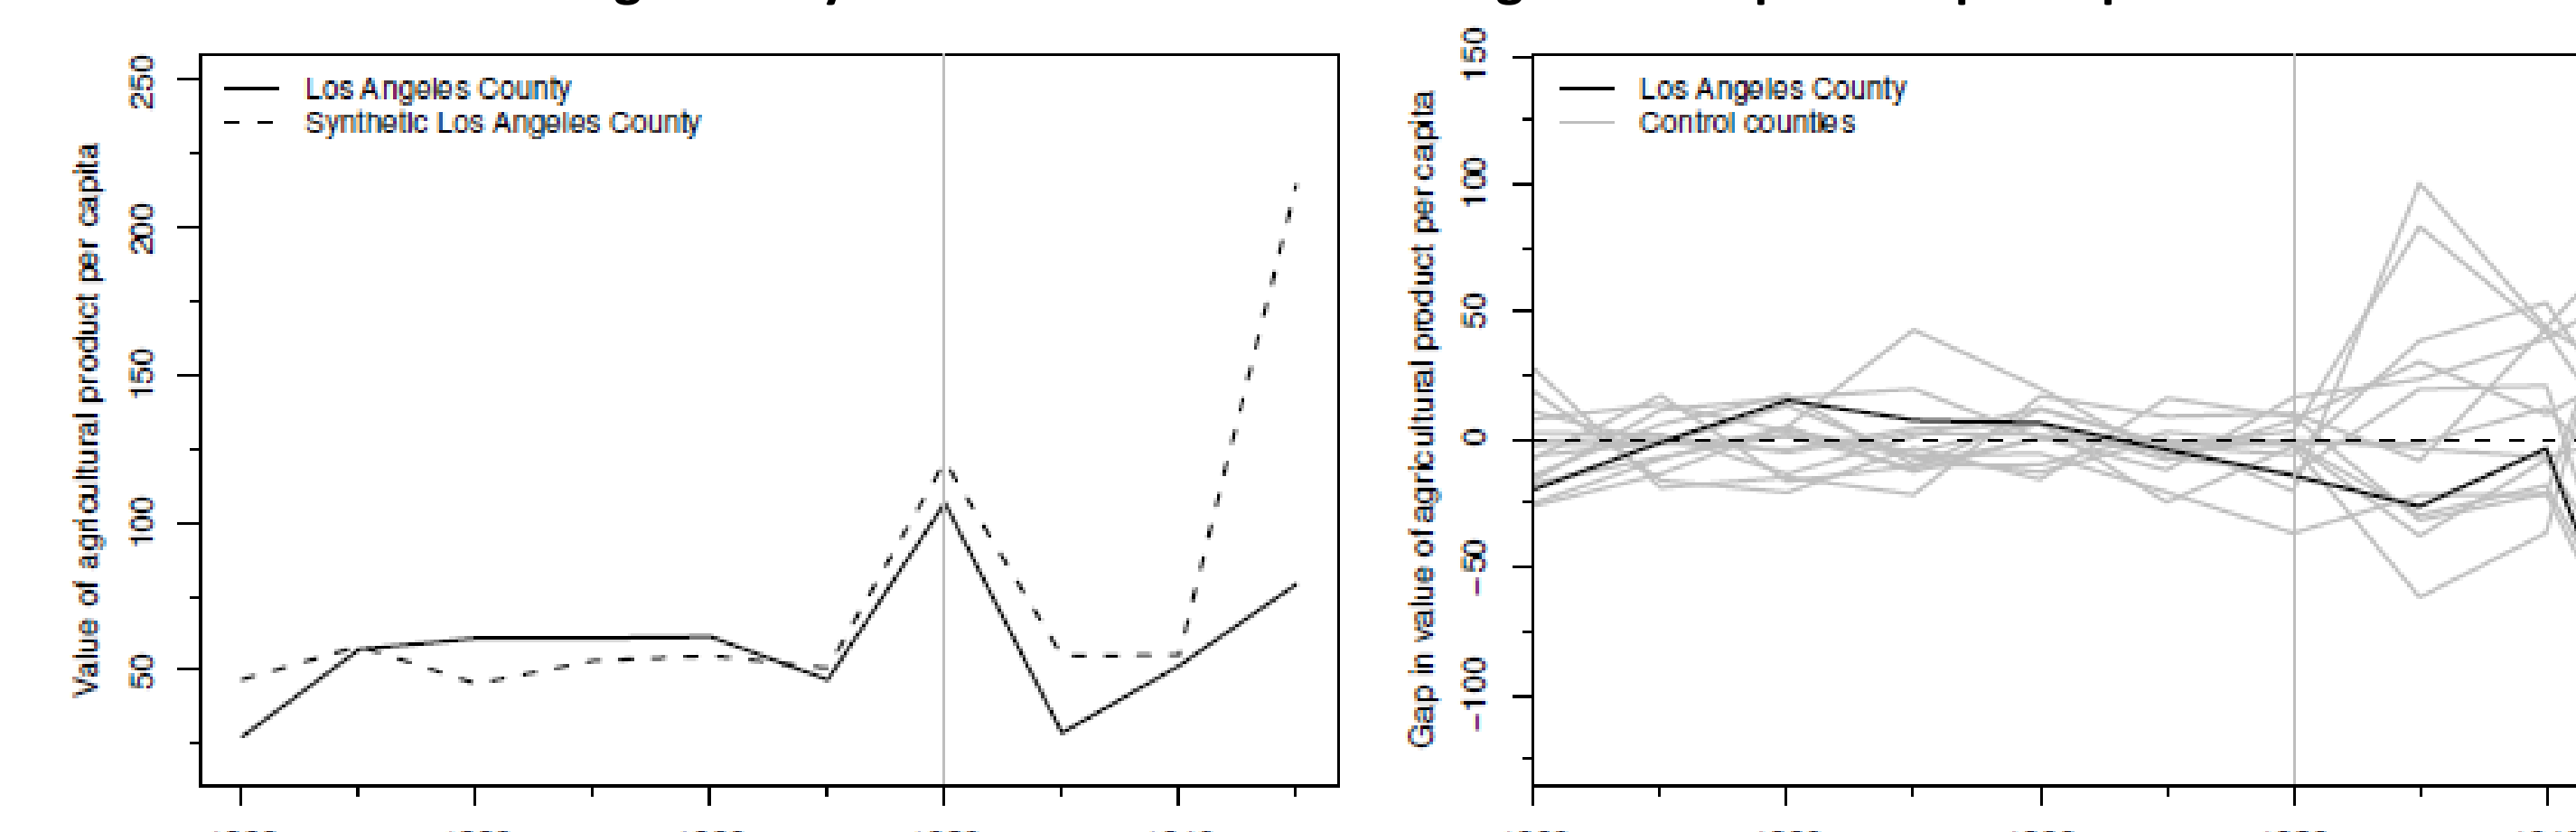 Los Angeles County
Synthetic Los Angeles County
Value of agricultural product per capita
250
200
150
100
50
Los Angeles County
Control counties
Gap in value of agricultural product per capita
150
100
50
0
−50
−100